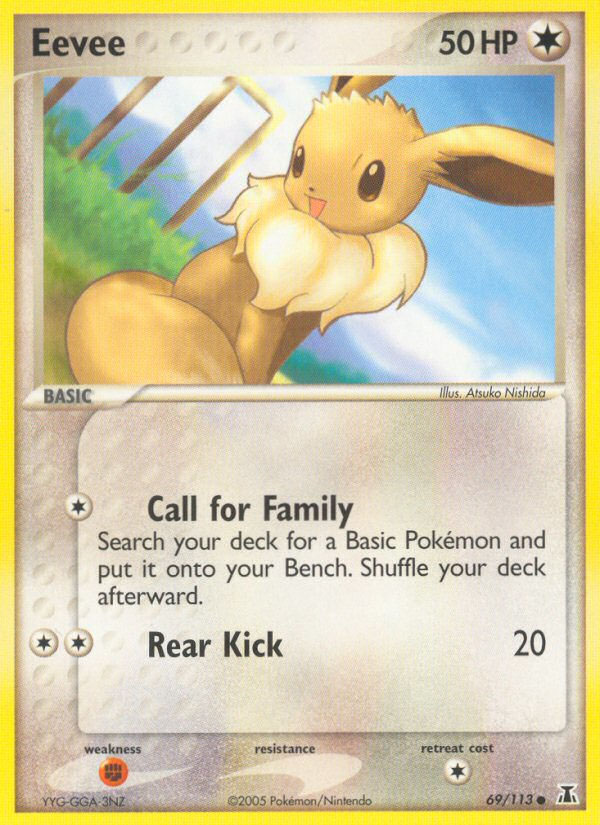 Eevee
50 HP
BASIC
Illus. Atsuko Nishida
Call for Family
Search your deck for a Basic Pokémon and
put it onto your Bench. Shuffle your deck
afterward.
Rear Kick 20
weakness resistance retreat cost
YYG-GGA-3NZ ©2005 Pokémon/Nintendo 69/113